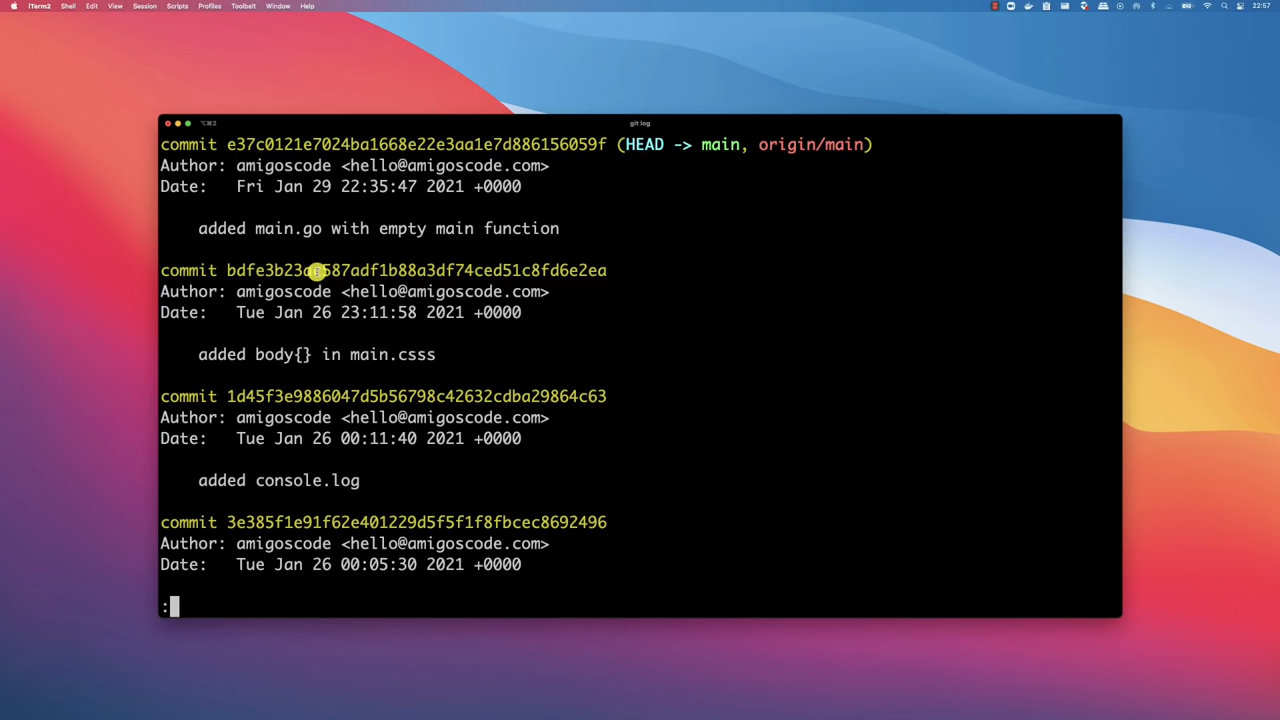 iTerm2 Shell Edit View Session Scripts Profiles Toolbelt Window Help 22:57
⌥⌘2 git log
commit e37c0121e7024ba1668e22e3aa1e7d886156059f (HEAD -> main, origin/main)
Author: amigoscode <hello@amigoscode.com>
Date: Fri Jan 29 22:35:47 2021 +0000
added main.go with empty main function
commit
Author: amigoscode <hello@amigoscode.com>
Date: Tue Jan 26 23:11:58 2021 +0000
added body{} in main.csss
commit 1d45f3e9886047d5b56798c42632cdba29864c63
Author: amigoscode <hello@amigoscode.com>
Date: Tue Jan 26 00:11:40 2021 +0000
added console.log
commit 3e385f1e91f62e401229d5f5f1f8fbcec8692496
Author: amigoscode <hello@amigoscode.com>
Date: Tue Jan 26 00:05:30 2021 +0000
: